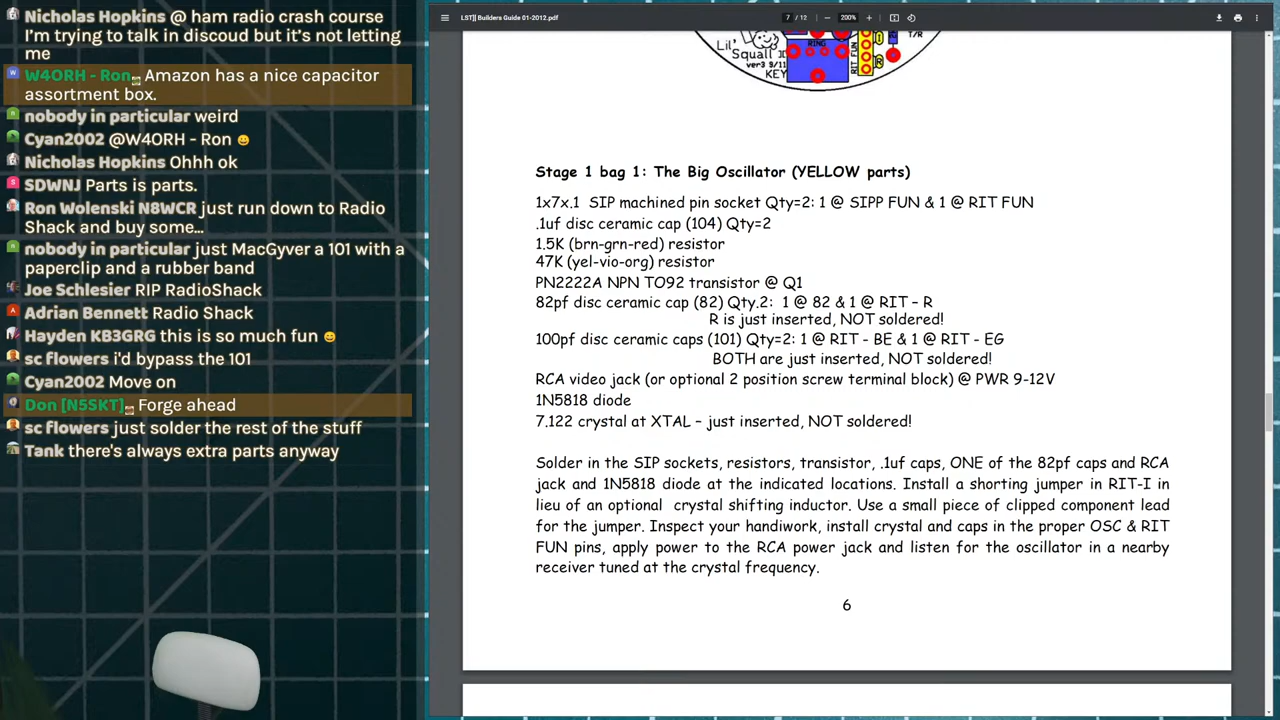 Nicholas Hopkins @ ham radio crash course
I'm trying to talk in discoud but it's not letting
me
W4ORH - Ron Amazon has a nice capacitor
assortment box.
nobody in particular weird
Cyan2002 @W4ORH - Ron
Nicholas Hopkins Ohhh ok
SDWNJ Parts is parts.
Ron Wolenski N8WCR just run down to Radio
Shack and buy some...
nobody in particular just MacGyver a 101 with a
paperclip and a rubber band
Joe Schlesier RIP RadioShack
Adrian Bennett Radio Shack
Hayden KB3GRG this is so much fun
sc flowers i'd bypass the 101
Cyan2002 Move on
Don [N5SKT] Forge ahead
sc flowers just solder the rest of the stuff
Tank there's always extra parts anyway
LST]] Builders Guide 01-2012.pdf
7 / 12
200%
Lil'
Squall ][
ver3 9/11
KEY
RING
RIT FUN
T/R
Stage 1 bag 1: The Big Oscillator (YELLOW parts)
1x7x.1 SIP machined pin socket Qty=2: 1 @ SIPP FUN & 1 @ RIT FUN
.1uf disc ceramic cap (104) Qty=2
1.5K (brn-grn-red) resistor
47K (yel-vio-org) resistor
PN2222A NPN TO92 transistor @ Q1
82pf disc ceramic cap (82) Qty.2: 1 @ 82 & 1 @ RIT – R
R is just inserted, NOT soldered!
100pf disc ceramic caps (101) Qty=2: 1 @ RIT - BE & 1 @ RIT - EG
BOTH are just inserted, NOT soldered!
RCA video jack (or optional 2 position screw terminal block) @ PWR 9-12V
1N5818 diode
7.122 crystal at XTAL – just inserted, NOT soldered!
Solder in the SIP sockets, resistors, transistor, .1uf caps, ONE of the 82pf caps and RCA
jack and 1N5818 diode at the indicated locations. Install a shorting jumper in RIT-I in
lieu of an optional crystal shifting inductor. Use a small piece of clipped component lead
for the jumper. Inspect your handiwork, install crystal and caps in the proper OSC & RIT
FUN pins, apply power to the RCA power jack and listen for the oscillator in a nearby
receiver tuned at the crystal frequency.
6